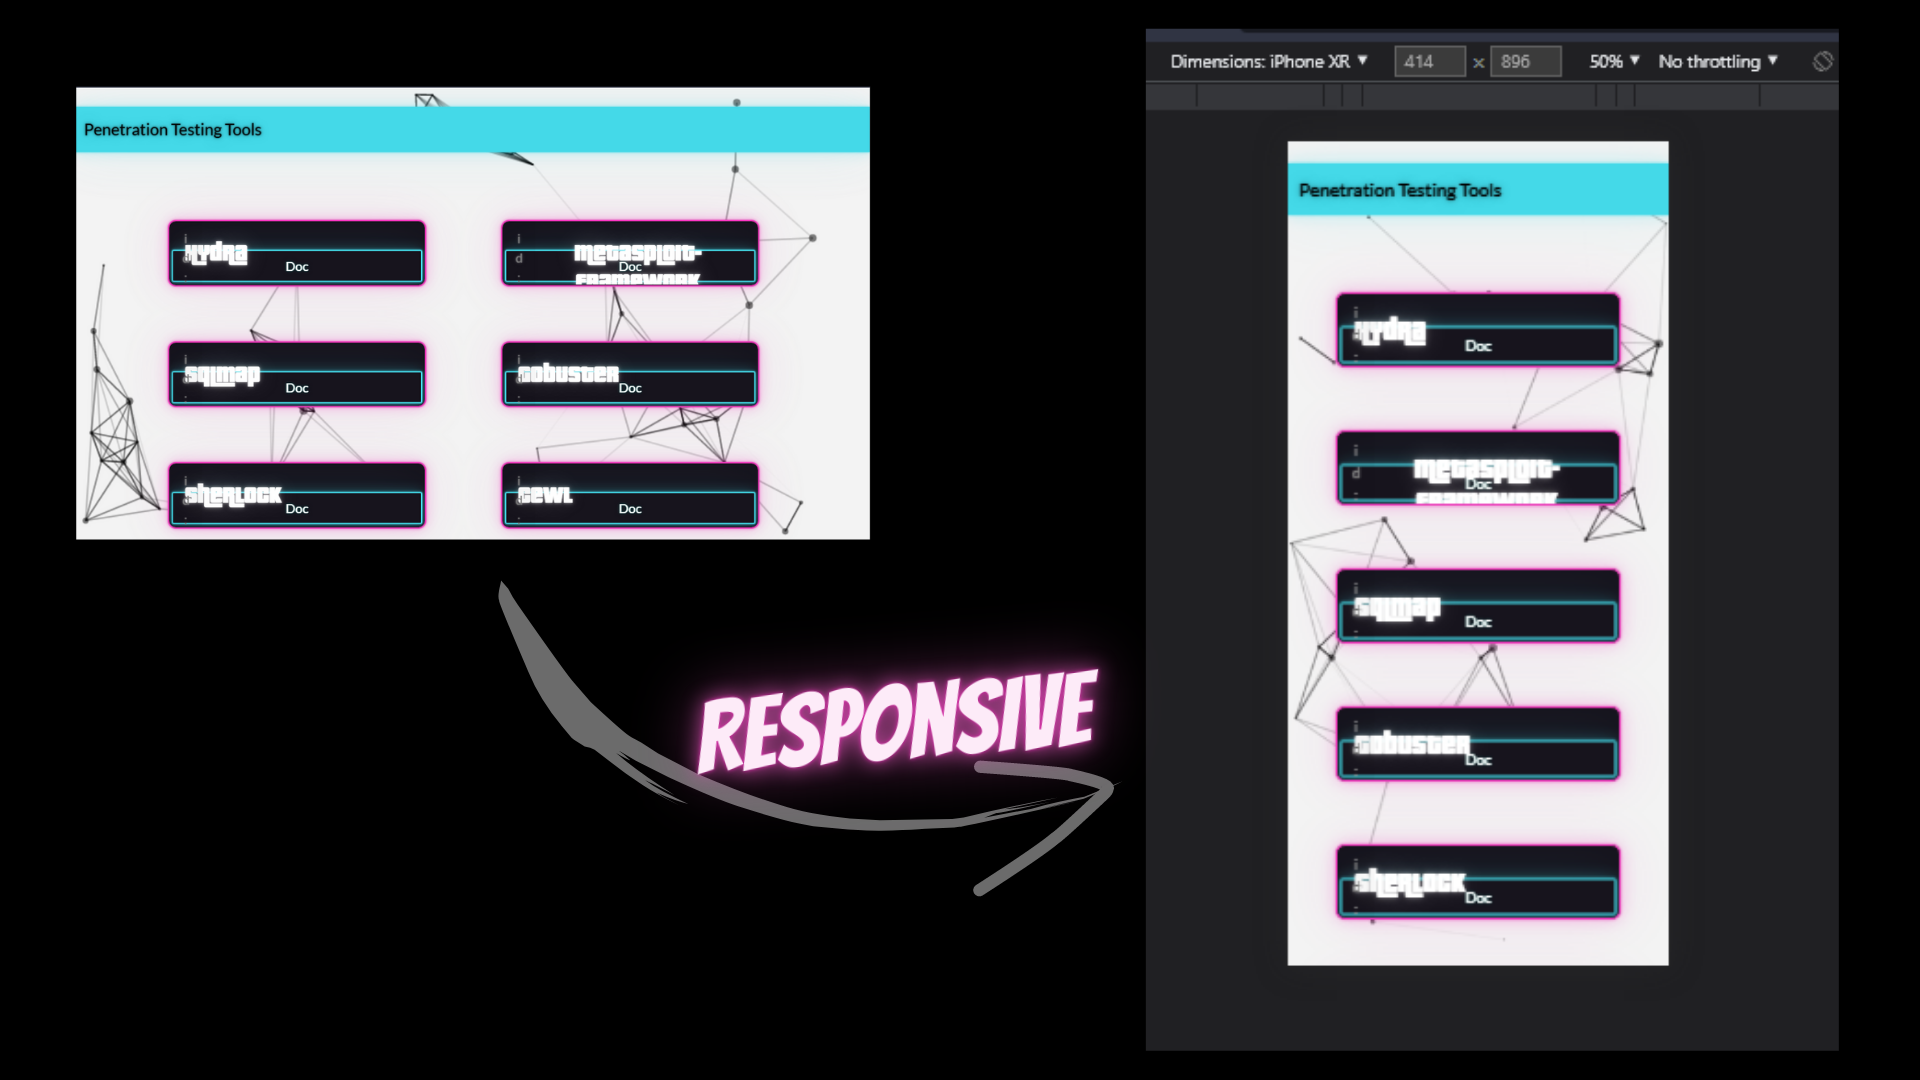 Penetration Testing Tools
Hydra
Doc
metasploit-
framework
Doc
i
d
.
sqlmap
Doc
Gobuster
Doc
sherlock
Doc
cewl
Doc
RESPONSIVE
Dimensions: iPhone XR
414 x 896
50%
No throttling
Penetration Testing Tools
Hydra
Doc
metasploit-
framework
Doc
i
d
.
sqlmap
Doc
Gobuster
Doc
sherlock
Doc